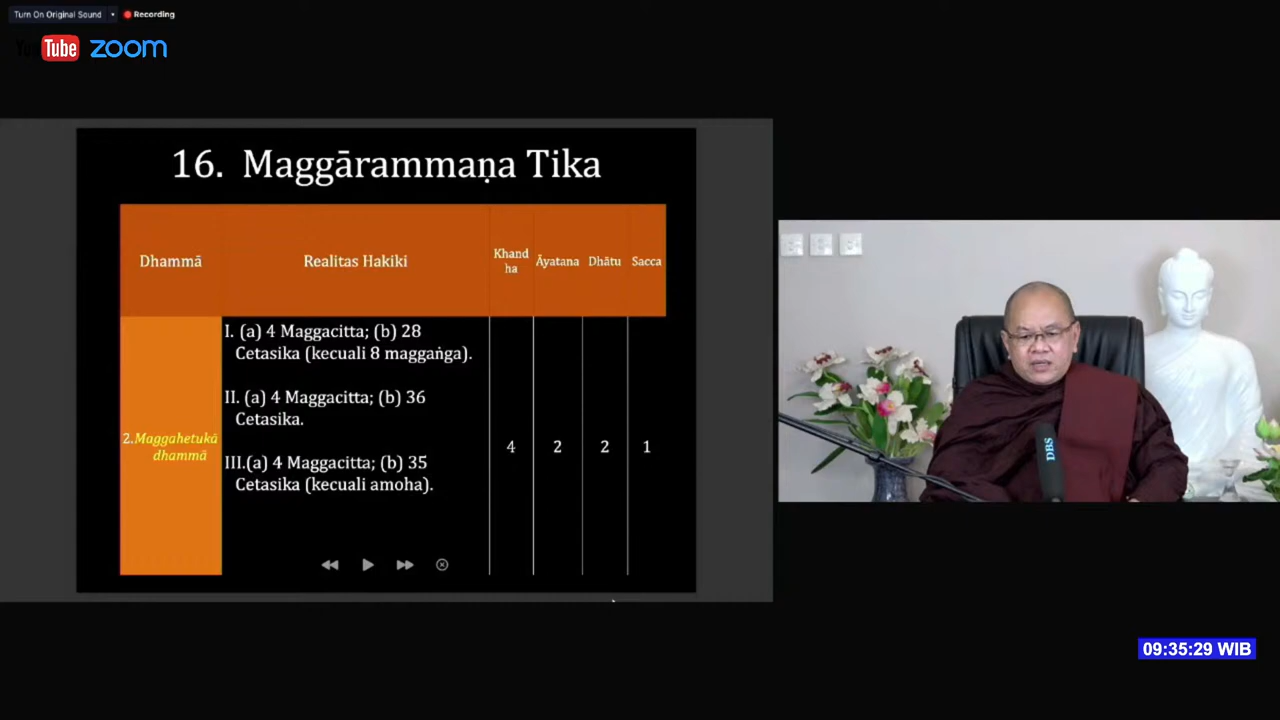 Turn On Original Sound
Recording
YouTube zoom
16. Maggārammaṇa Tika
Dhammā
Realitas Hakiki
Khand
ha
Āyatana
Dhātu
Sacca
2.Maggahetukā
dhammā
I. (a) 4 Maggacitta; (b) 28
Cetasika (kecuali 8 maggaṅga).
II. (a) 4 Maggacitta; (b) 36
Cetasika.
III.(a) 4 Maggacitta; (b) 35
Cetasika (kecuali amoha).
4
2
2
1
DBS
09:35:29 WIB